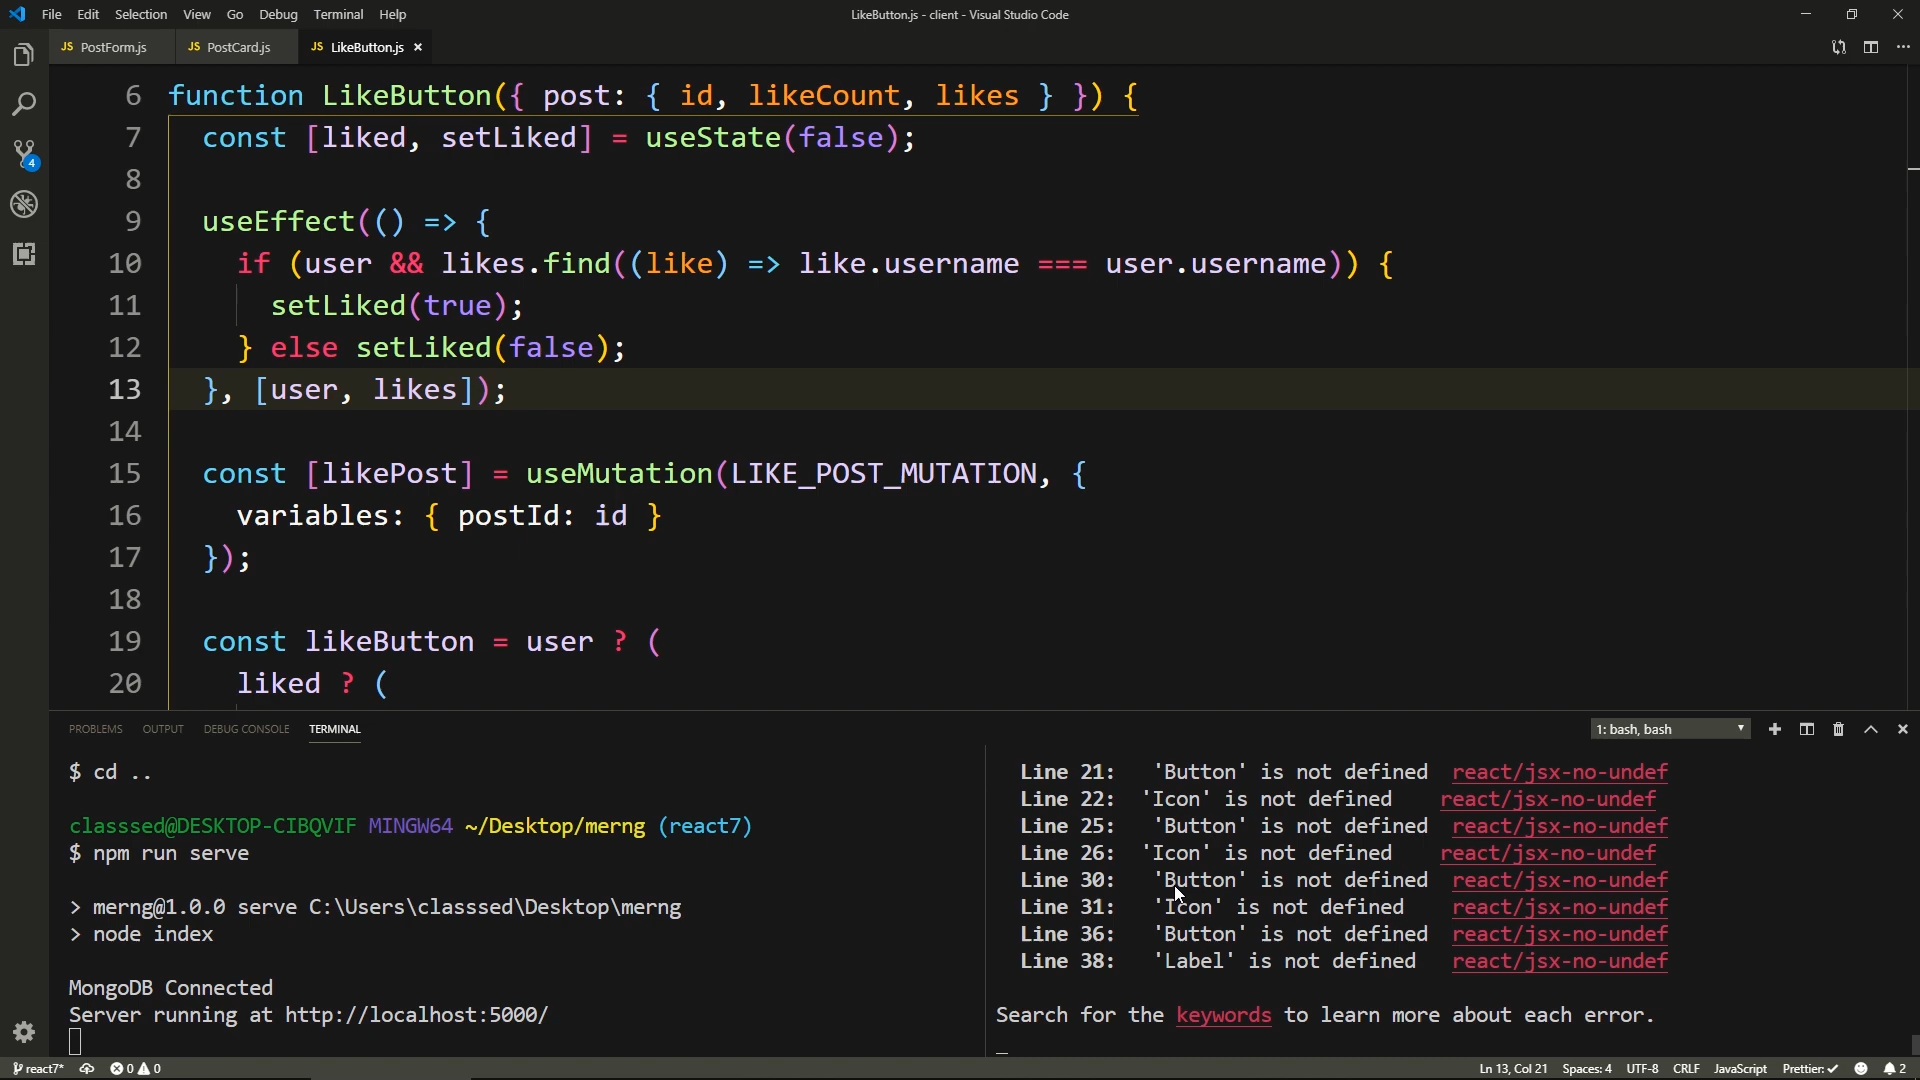 File Edit Selection View Go Debug Terminal Help
LikeButton.js - client - Visual Studio Code
JS PostForm.js
JS PostCard.js
JS LikeButton.js ×
4
6 function LikeButton({ post: { id, likeCount, likes } }) {
7 const [liked, setLiked] = useState(false);
8
9 useEffect(() => {
10 if (user && likes.find((like) => like.username === user.username)) {
11 setLiked(true);
12 } else setLiked(false);
13 }, [user, likes]);
14
15 const [likePost] = useMutation(LIKE_POST_MUTATION, {
16 variables: { postId: id }
17 });
18
19 const likeButton = user ? (
20 liked ? (
PROBLEMS OUTPUT DEBUG CONSOLE TERMINAL
1: bash, bash
$ cd ..
classsed@DESKTOP-CIBQVIF MINGW64 ~/Desktop/merng (react7)
$ npm run serve
> merng@1.0.0 serve C:\Users\classsed\Desktop\merng
> node index
MongoDB Connected
Server running at http://localhost:5000/
Line 21: 'Button' is not defined react/jsx-no-undef
Line 22: 'Icon' is not defined react/jsx-no-undef
Line 25: 'Button' is not defined react/jsx-no-undef
Line 26: 'Icon' is not defined react/jsx-no-undef
Line 30: 'Button' is not defined react/jsx-no-undef
Line 31: 'Icon' is not defined react/jsx-no-undef
Line 36: 'Button' is not defined react/jsx-no-undef
Line 38: 'Label' is not defined react/jsx-no-undef
Search for the keywords to learn more about each error.
react7* 0 0
Ln 13, Col 21 Spaces: 4 UTF-8 CRLF JavaScript Prettier: ✓ 2